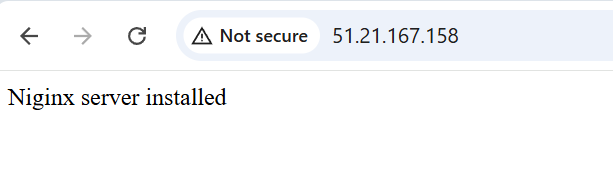 Not secure 51.21.167.158
Niginx server installed